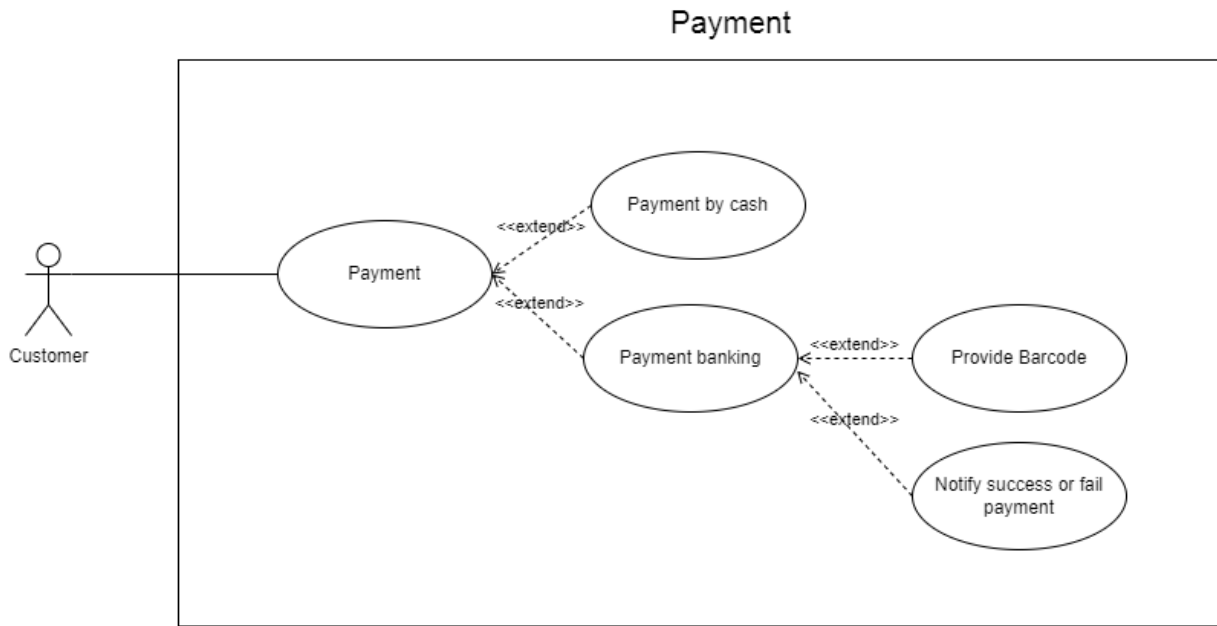 Payment
Payment by cash
<<extend>>
Payment
<<extend>>
Customer
Payment banking
<<extend>>
Provide Barcode
<<extend>>
Notify success or fail
payment